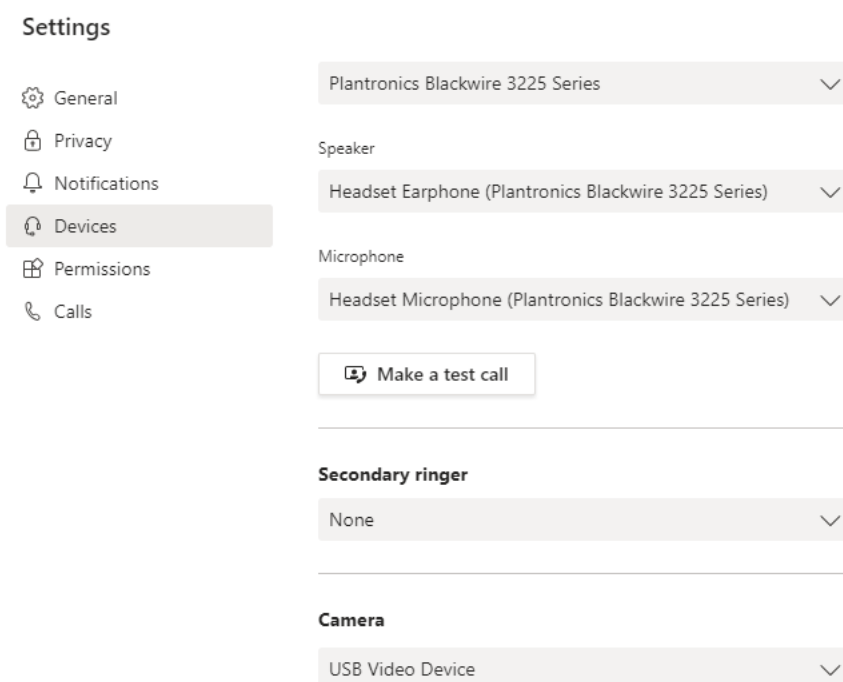 Settings
General
Privacy
Notifications
Devices
Permissions
Calls
Plantronics Blackwire 3225 Series
Speaker
Headset Earphone (Plantronics Blackwire 3225 Series)
Microphone
Headset Microphone (Plantronics Blackwire 3225 Series)
Make a test call
Secondary ringer
None
Camera
USB Video Device